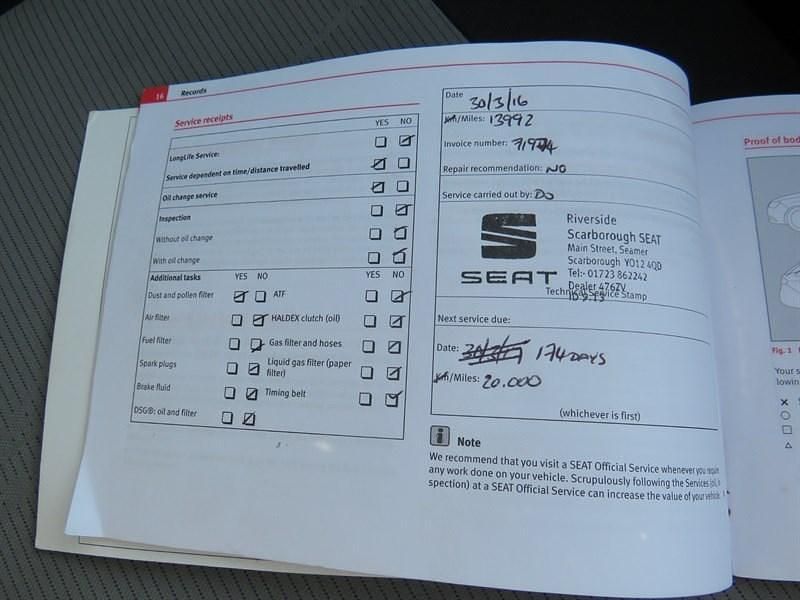 16 Records
Service receipts
YES NO
LongLife Service:
Service dependent on time/distance travelled
Oil change service
Inspection
Without oil change
With oil change
Additional tasks YES NO YES NO
Dust and pollen filter ATF
Air filter HALDEX clutch (oil)
Fuel filter Gas filter and hoses
Spark plugs Liquid gas filter (paper
filter)
Brake fluid Timing belt
DSG®: oil and filter
Date 30/3/16
Km/Miles: 13992
Invoice number:
Repair recommendation: NO
Service carried out by: Do
SEAT
Riverside
Scarborough SEAT
Main Street, Seamer
Scarborough YO12 4QD
Tel:- 01723 862242
Dealer 476ZV
Technical Service Stamp
Next service due:
Date: 174 DAYS
Km/Miles: 20.000
(whichever is first)
i Note
We recommend that you visit a SEAT Official Service whenever you require
any work done on your vehicle. Scrupulously following the Services (oil, In
spection) at a SEAT Official Service can increase the value of your vehicle.
Proof of bod
Fig. 1
Your s
lowin